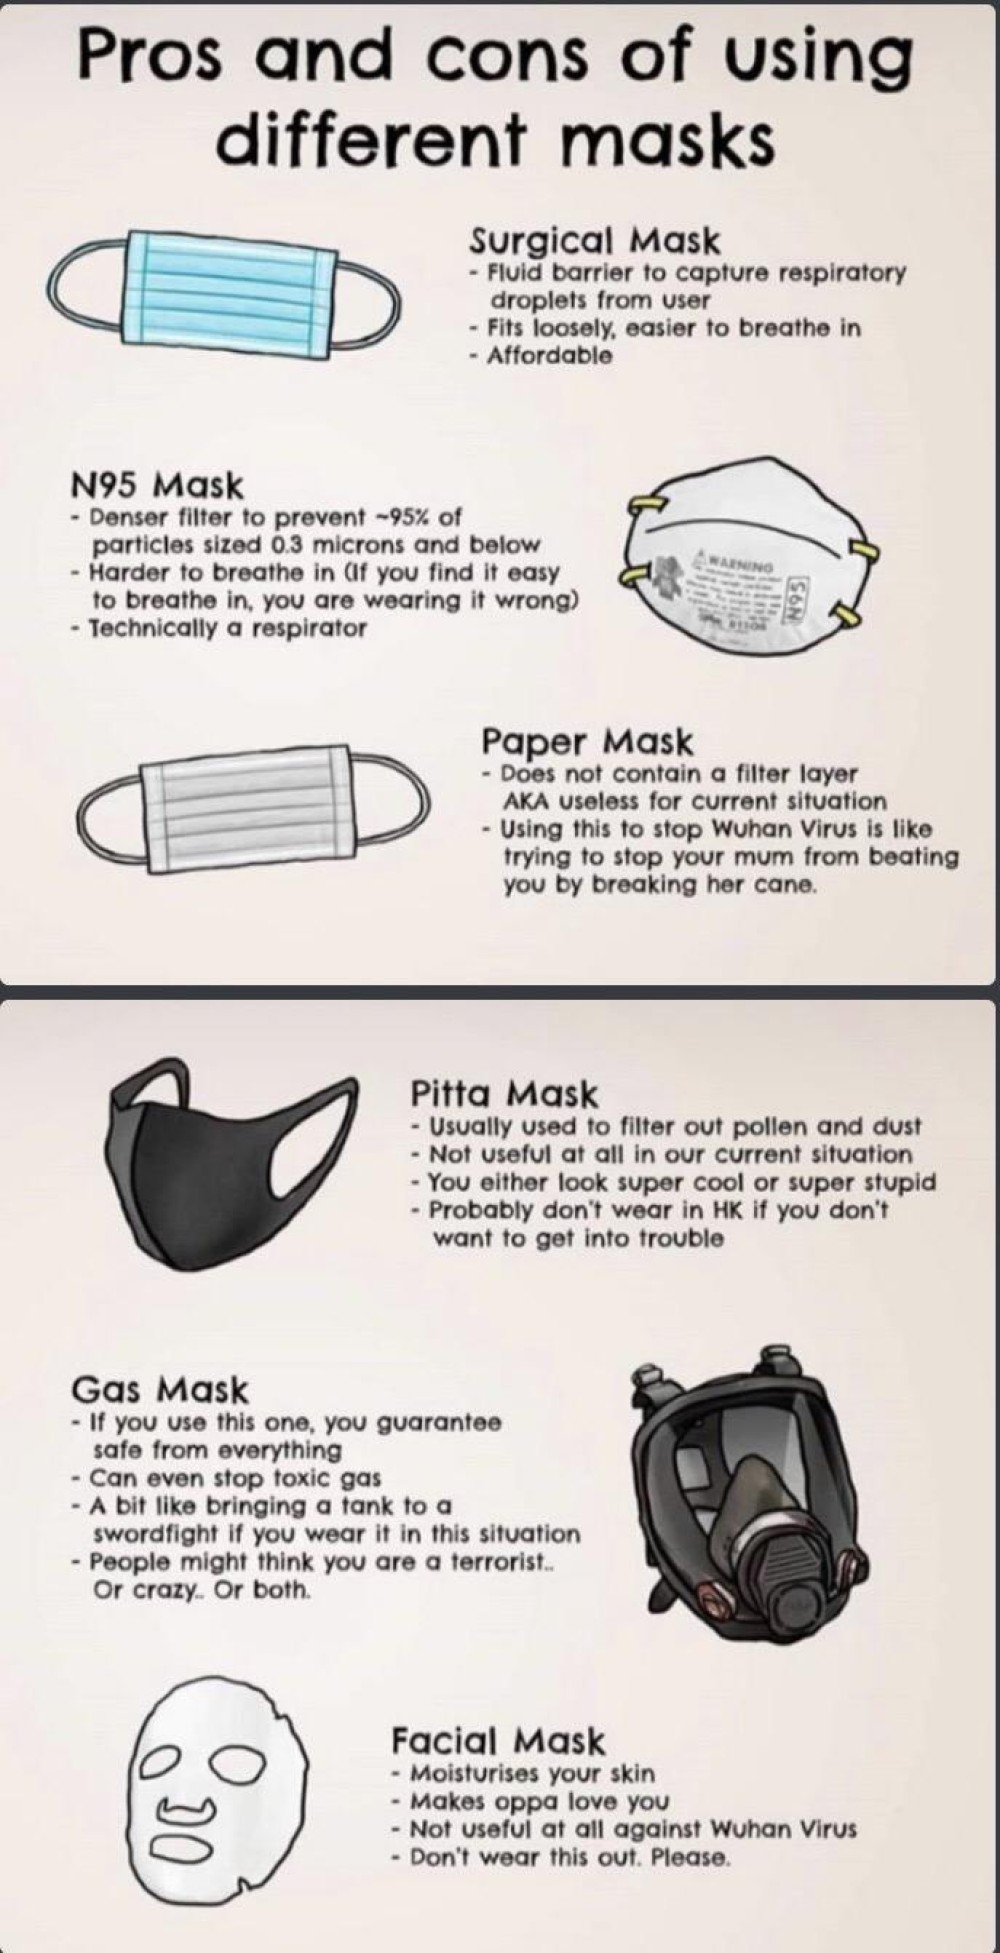 Pros and cons of using
different masks
Surgical Mask
- Fluid barrier to capture respiratory
droplets from user
- Fits loosely, easier to breathe in
- Affordable
N95 Mask
- Denser filter to prevent ~95% of
particles sized 0.3 microns and below
- Harder to breathe in (If you find it easy
to breathe in, you are wearing it wrong)
- Technically a respirator
WARNING
N95
Paper Mask
- Does not contain a filter layer
AKA useless for current situation
- Using this to stop Wuhan Virus is like
trying to stop your mum from beating
you by breaking her cane.
Pitta Mask
- Usually used to filter out pollen and dust
- Not useful at all in our current situation
- You either look super cool or super stupid
- Probably don't wear in HK if you don't
want to get into trouble
Gas Mask
- If you use this one, you guarantee
safe from everything
- Can even stop toxic gas
- A bit like bringing a tank to a
swordfight if you wear it in this situation
- People might think you are a terrorist..
Or crazy.. Or both.
Facial Mask
- Moisturises your skin
- Makes oppa love you
- Not useful at all against Wuhan Virus
- Don't wear this out. Please.